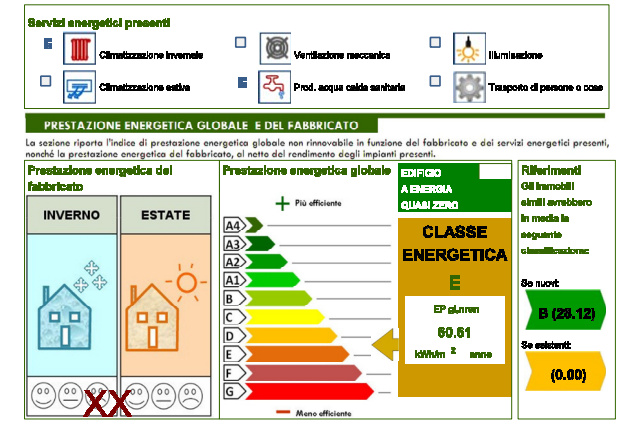 Servizi energetici presenti
Climatizzazione invernale
Ventilazione meccanica
Illuminazione
Climatizzazione estiva
Prod. acqua calda sanitaria
Trasporto di persone o cose
PRESTAZIONE ENERGETICA GLOBALE E DEL FABBRICATO
La sezione riporta l'indice di prestazione energetica globale non rinnovabile in funzione del fabbricato e dei servizi energetici presenti,
nonché la prestazione energetica del fabbricato, al netto del rendimento degli impianti presenti.
Prestazione energetica del
fabbricato
INVERNO
ESTATE
XX
Prestazione energetica globale
+ Più efficiente
A4
A3
A2
A1
B
C
D
E
F
G
Meno efficiente
EDIFICIO
A ENERGIA
QUASI ZERO
CLASSE
ENERGETICA
E
EP gl,nren
60.61
kWh/m 2 anno
Riferimenti
Gli immobili
simili avrebbero
in media la
seguente
classificazione:
Se nuovi:
B (28.12)
Se esistenti:
(0.00)